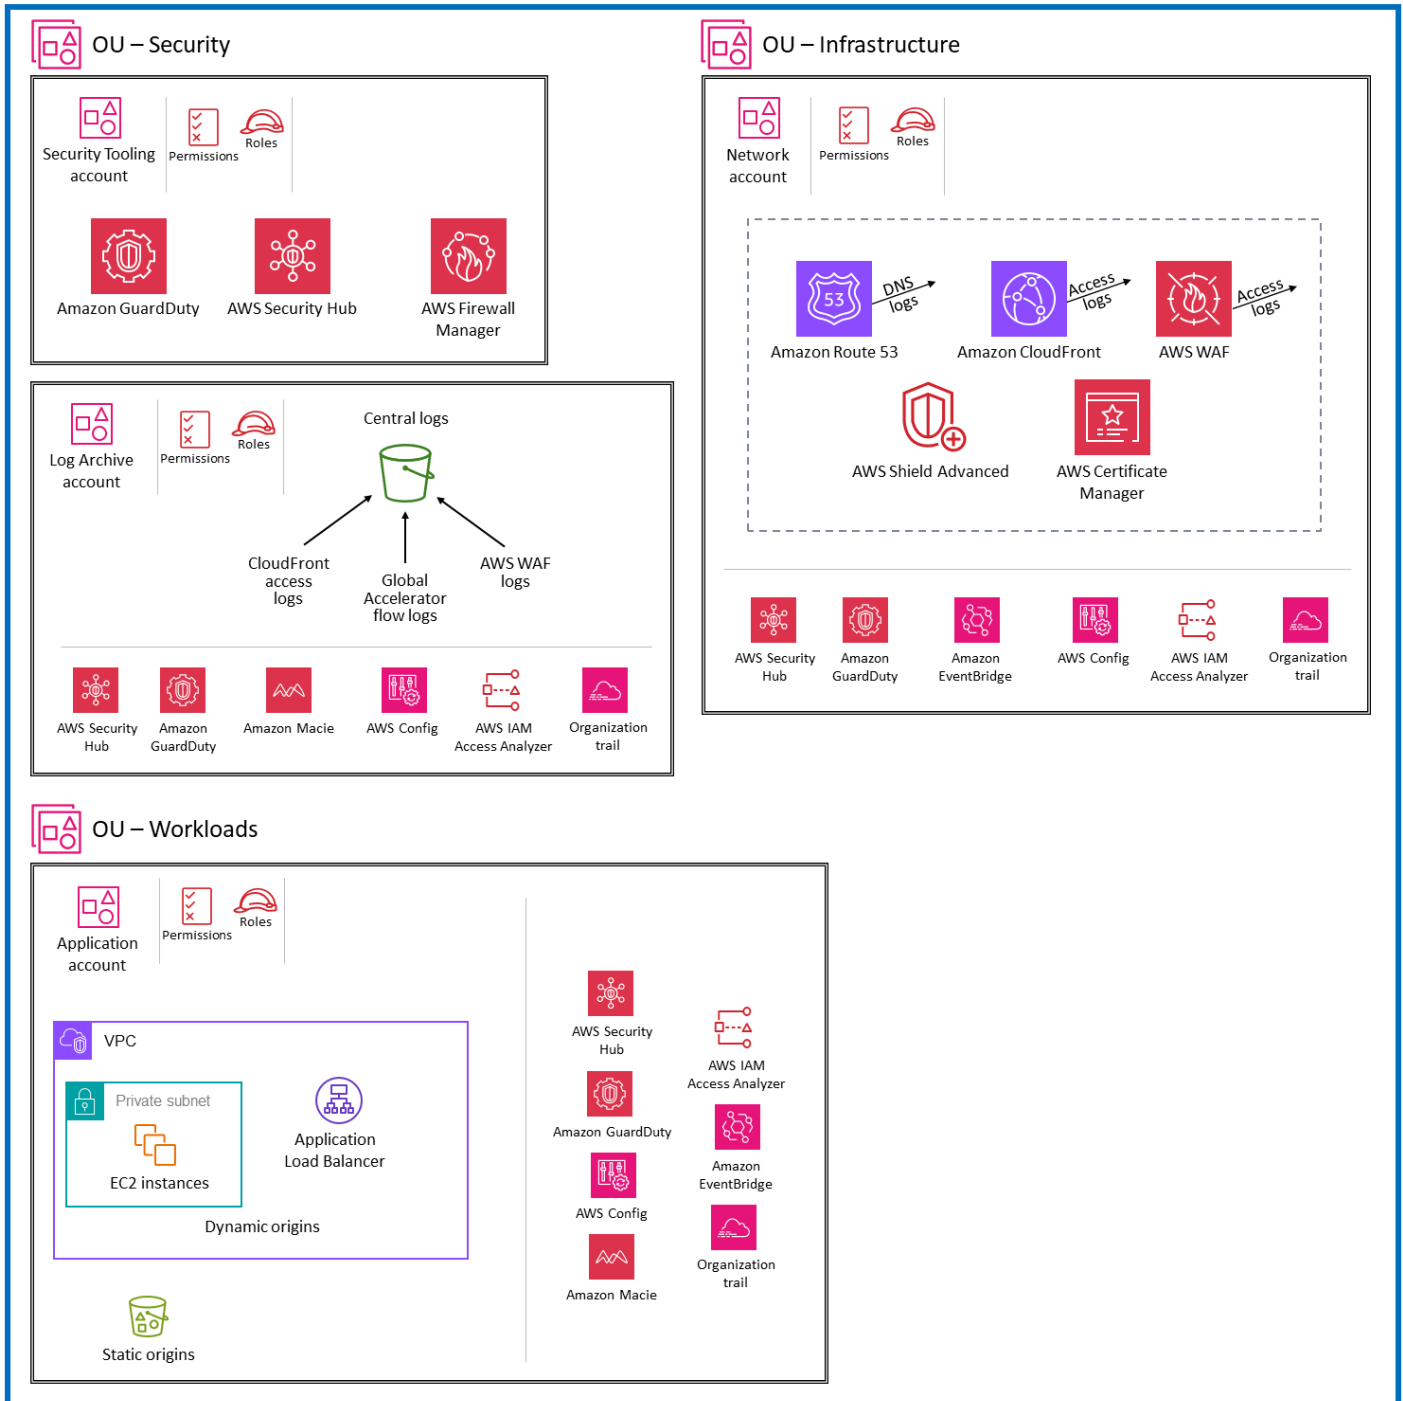 OU – Security
Security Tooling
account
Permissions
Roles
Amazon GuardDuty
AWS Security Hub
AWS Firewall
Manager
Log Archive
account
Permissions
Roles
Central logs
CloudFront
access
logs
Global
Accelerator
flow logs
AWS WAF
logs
AWS Security
Hub
Amazon
GuardDuty
Amazon Macie
AWS Config
AWS IAM
Access Analyzer
Organization
trail
OU – Infrastructure
Network
account
Permissions
Roles
53
DNS
logs
Amazon Route 53
Access
logs
Amazon CloudFront
Access
logs
AWS WAF
AWS Shield Advanced
AWS Certificate
Manager
AWS Security
Hub
Amazon
GuardDuty
Amazon
EventBridge
AWS Config
AWS IAM
Access Analyzer
Organization
trail
OU – Workloads
Application
account
Permissions
Roles
VPC
Private subnet
EC2 instances
Application
Load Balancer
Dynamic origins
Static origins
AWS Security
Hub
Amazon GuardDuty
AWS Config
Amazon Macie
AWS IAM
Access Analyzer
Amazon
EventBridge
Organization
trail